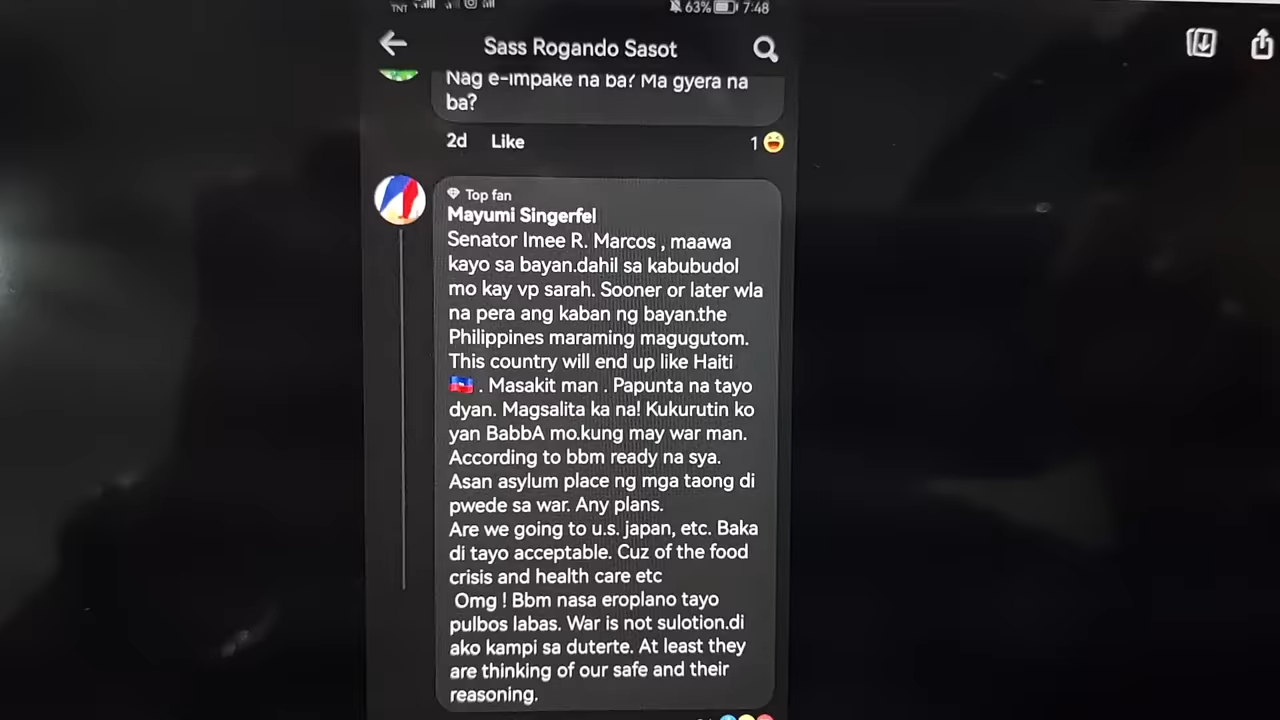 TNT
63% 7:48
Sass Rogando Sasot
Nag e-impake na ba? Ma gyera na
ba?
2d Like 1
Top fan
Mayumi Singerfel
Senator Imee R. Marcos , maawa
kayo sa bayan.dahil sa kabubudol
mo kay vp sarah. Sooner or later wla
na pera ang kaban ng bayan.the
Philippines maraming magugutom.
This country will end up like Haiti
🇭🇹 . Masakit man . Papunta na tayo
dyan. Magsalita ka na! Kukurutin ko
yan BabbA mo.kung may war man.
According to bbm ready na sya.
Asan asylum place ng mga taong di
pwede sa war. Any plans.
Are we going to u.s. japan, etc. Baka
di tayo acceptable. Cuz of the food
crisis and health care etc
Omg ! Bbm nasa eroplano tayo
pulbos labas. War is not sulotion.di
ako kampi sa duterte. At least they
are thinking of our safe and their
reasoning.